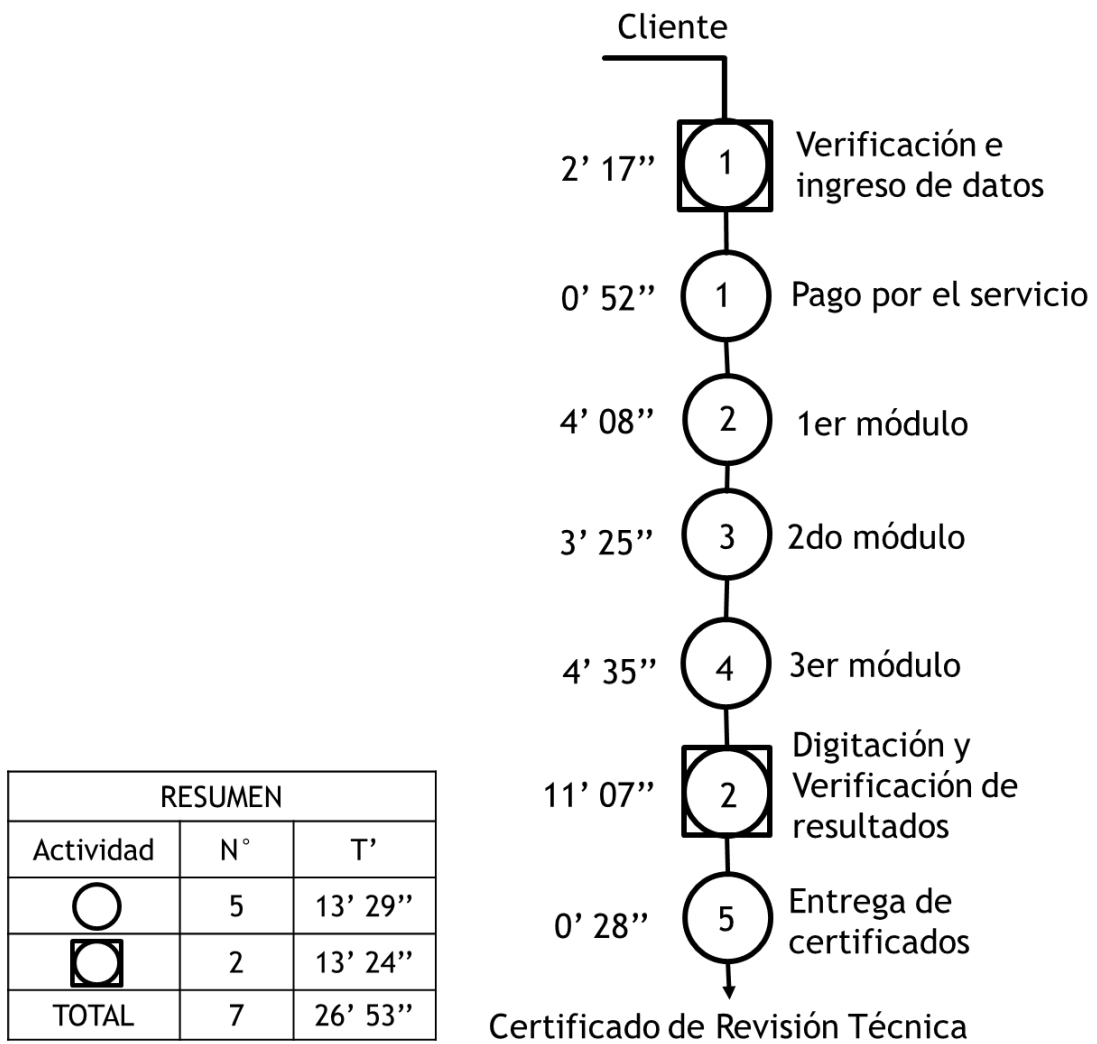 Cliente
2’ 17’’ 1 Verificación e
ingreso de datos
0’ 52’’ 1 Pago por el servicio
4’ 08’’ 2 1er módulo
3’ 25’’ 3 2do módulo
4’ 35’’ 4 3er módulo
11’ 07’’ 2 Digitación y
Verificación de
resultados
0’ 28’’ 5 Entrega de
certificados
Certificado de Revisión Técnica
RESUMEN
Actividad N° T’
5 13’ 29’’
2 13’ 24’’
TOTAL 7 26’ 53’’